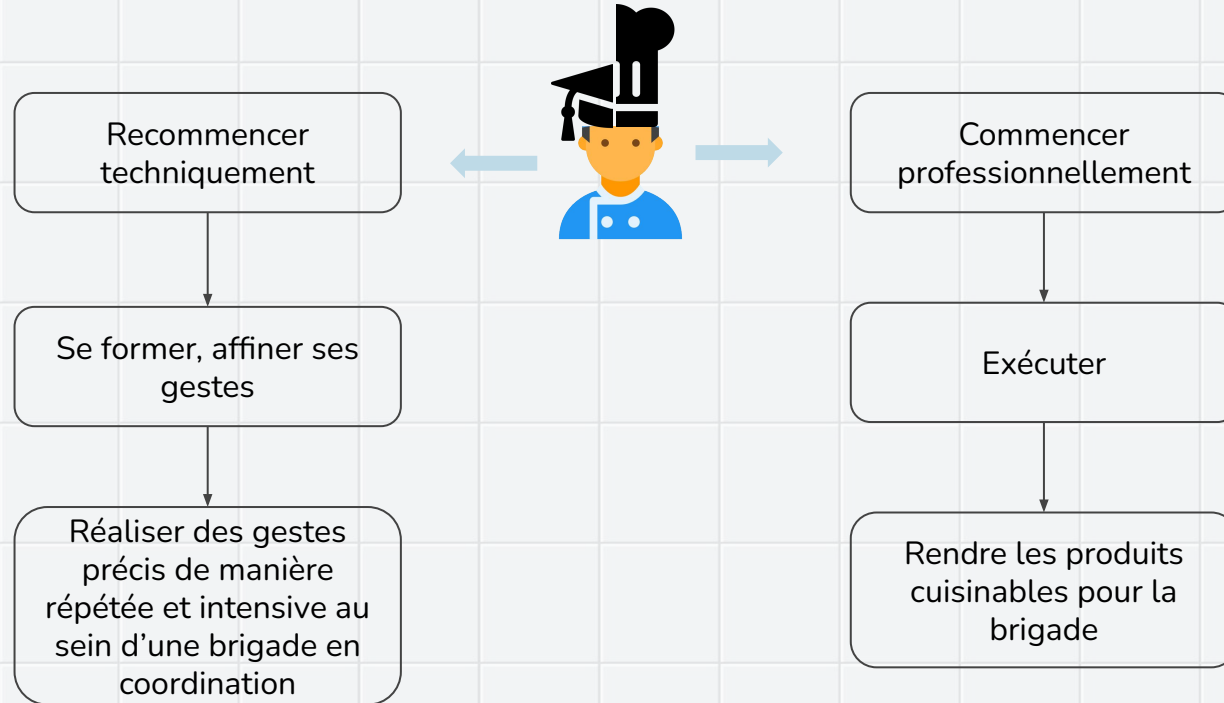 Recommencer
techniquement
Se former, affiner ses
gestes
Réaliser des gestes
précis de manière
répétée et intensive au
sein d’une brigade en
coordination
Commencer
professionnellement
Exécuter
Rendre les produits
cuisinables pour la
brigade